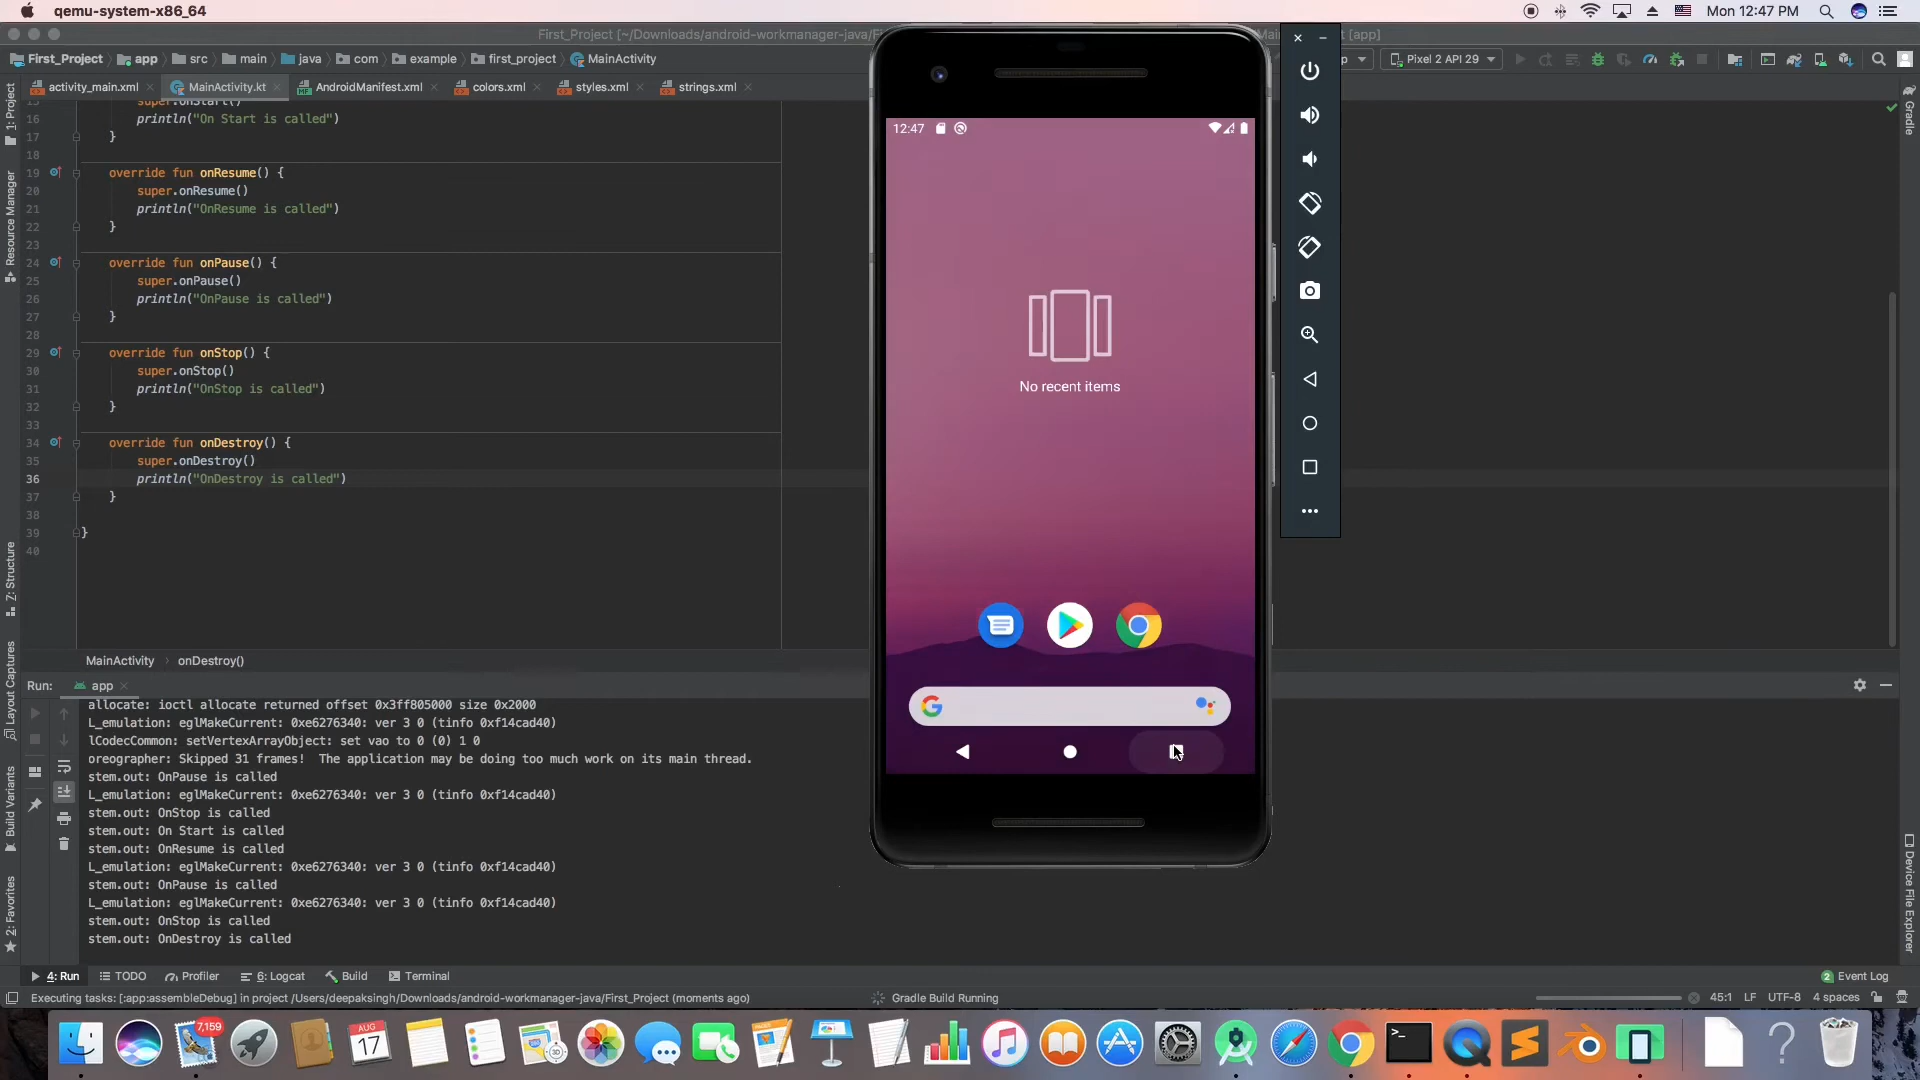 qemu-system-x86_64
Mon 12:47 PM
First_Project [~/Downloads/android-workmanager-java/Fi
[app]
First_Project
app
src
main
java
com
example
first_project
MainActivity
Pixel 2 API 29
activity_main.xml
MainActivity.kt
AndroidManifest.xml
colors.xml
styles.xml
strings.xml
super.onStart()
16 println("On Start is called")
17 }
18
19 override fun onResume() {
20 super.onResume()
21 println("OnResume is called")
22 }
23
24 override fun onPause() {
25 super.onPause()
26 println("OnPause is called")
27 }
28
29 override fun onStop() {
30 super.onStop()
31 println("OnStop is called")
32 }
33
34 override fun onDestroy() {
35 super.onDestroy()
36 println("OnDestroy is called")
37 }
38
39 }
40
MainActivity › onDestroy()
1: Project
Resource Manager
Z: Structure
Layout Captures
Build Variants
2: Favorites
Gradle
Device File Explorer
12:47
No recent items
Run: app
allocate: ioctl allocate returned offset 0x3ff805000 size 0x2000
L_emulation: eglMakeCurrent: 0xe6276340: ver 3 0 (tinfo 0xf14cad40)
lCodecCommon: setVertexArrayObject: set vao to 0 (0) 1 0
oreographer: Skipped 31 frames!  The application may be doing too much work on its main thread.
stem.out: OnPause is called
L_emulation: eglMakeCurrent: 0xe6276340: ver 3 0 (tinfo 0xf14cad40)
stem.out: OnStop is called
stem.out: On Start is called
stem.out: OnResume is called
L_emulation: eglMakeCurrent: 0xe6276340: ver 3 0 (tinfo 0xf14cad40)
stem.out: OnPause is called
L_emulation: eglMakeCurrent: 0xe6276340: ver 3 0 (tinfo 0xf14cad40)
stem.out: OnStop is called
stem.out: OnDestroy is called
4: Run
TODO
Profiler
6: Logcat
Build
Terminal
2 Event Log
Executing tasks: [:app:assembleDebug] in project /Users/deepaksingh/Downloads/android-workmanager-java/First_Project (moments ago)
Gradle Build Running
45:1 LF UTF-8 4 spaces
7,159
AUG
17